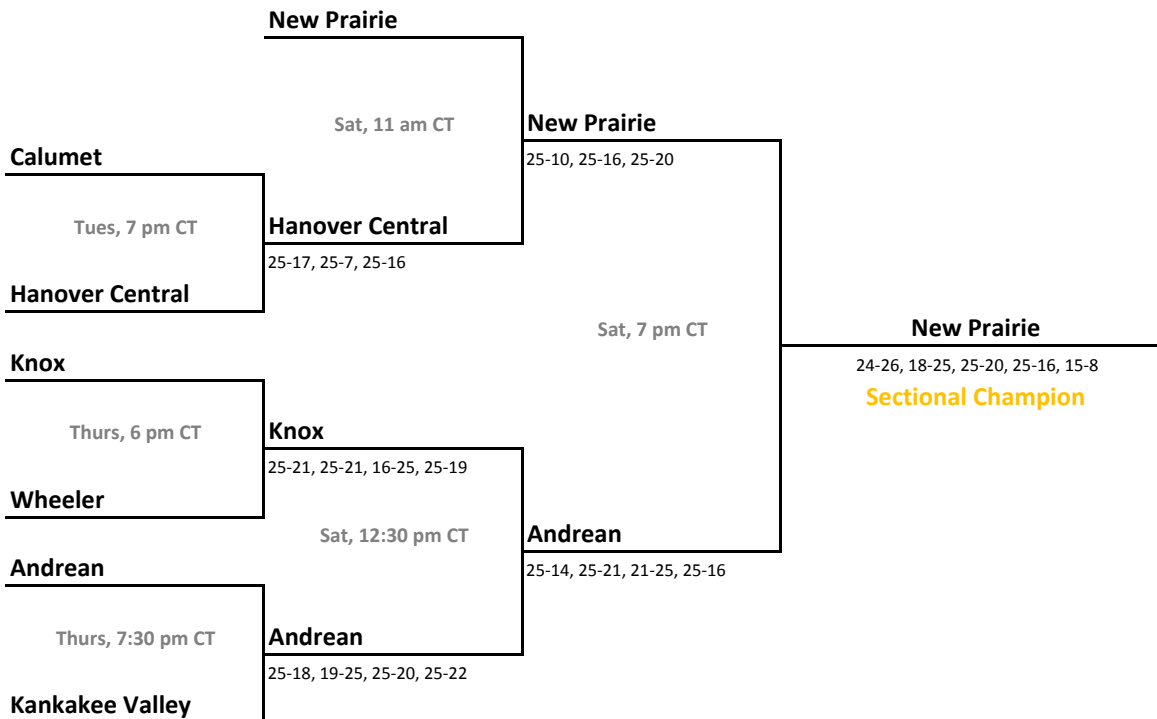 New Prairie
Sat, 11 am CT
New Prairie
Calumet
25-10, 25-16, 25-20
Tues, 7 pm CT
Hanover Central
25-17, 25-7, 25-16
Hanover Central
Sat, 7 pm CT
New Prairie
Knox
24-26, 18-25, 25-20, 25-16, 15-8
Sectional Champion
Thurs, 6 pm CT
Knox
25-21, 25-21, 16-25, 25-19
Wheeler
Sat, 12:30 pm CT
Andrean
Andrean
25-14, 25-21, 21-25, 25-16
Thurs, 7:30 pm CT
Andrean
25-18, 19-25, 25-20, 25-22
Kankakee Valley